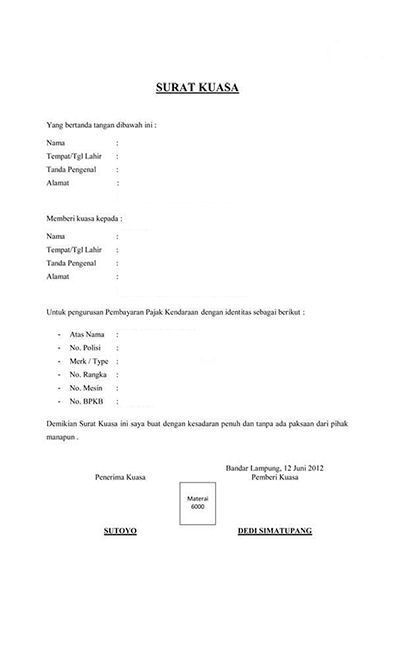 SURAT KUASA
Yang bertanda tangan dibawah ini :
Nama :
Tempat/Tgl Lahir :
Tanda Pengenal :
Alamat :
Memberi kuasa kepada :
Nama :
Tempat/Tgl Lahir :
Tanda Pengenal :
Alamat :
Untuk pengurusan Pembayaran Pajak Kendaraan dengan identitas sebagai berikut :
- Atas Nama :
- No. Polisi :
- Merk / Type :
- No. Rangka :
- No. Mesin :
- No. BPKB :
Demikian Surat Kuasa ini saya buat dengan kesadaran penuh dan tanpa ada paksaan dari pihak
manapun .
Bandar Lampung, 12 Juni 2012
Penerima Kuasa Pemberi Kuasa
Materai
6000
SUTOYO DEDI SIMATUPANG